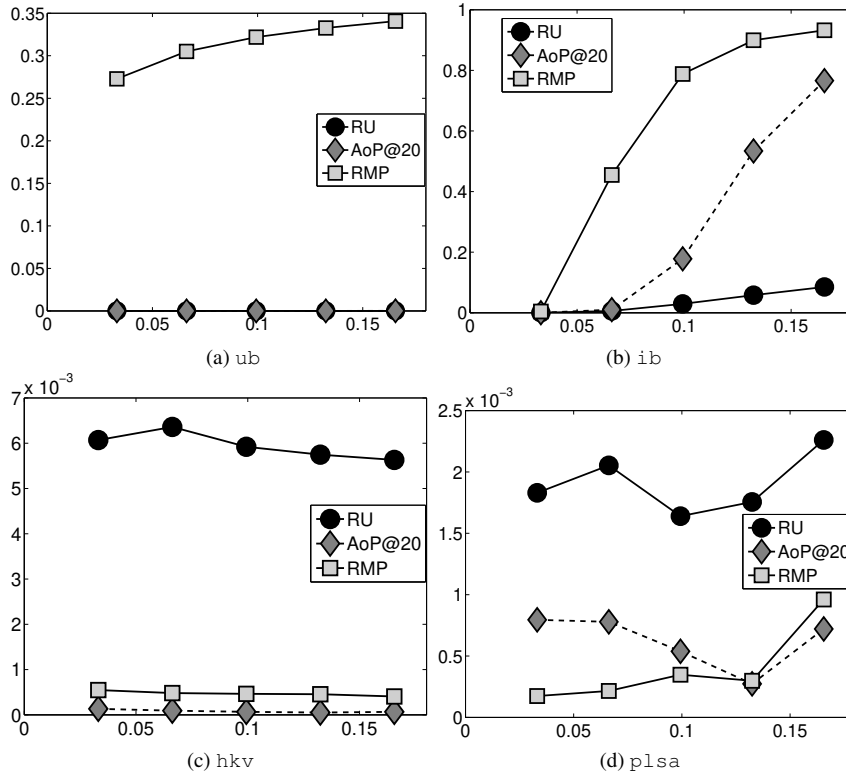 0.35
0.3
0.25
0.2
0.15
0.1
0.05
0
0
0.05
0.1
0.15
RU
AoP@20
RMP
(a) ub
1
0.8
0.6
0.4
0.2
0
0
0.05
0.1
0.15
RU
AoP@20
RMP
(b) ib
7 x 10⁻³
6
5
4
3
2
1
0
0
0.05
0.1
0.15
RU
AoP@20
RMP
(c) hkv
2.5 x 10⁻³
2
1.5
1
0.5
0
0
0.05
0.1
0.15
RU
AoP@20
RMP
(d) plsa